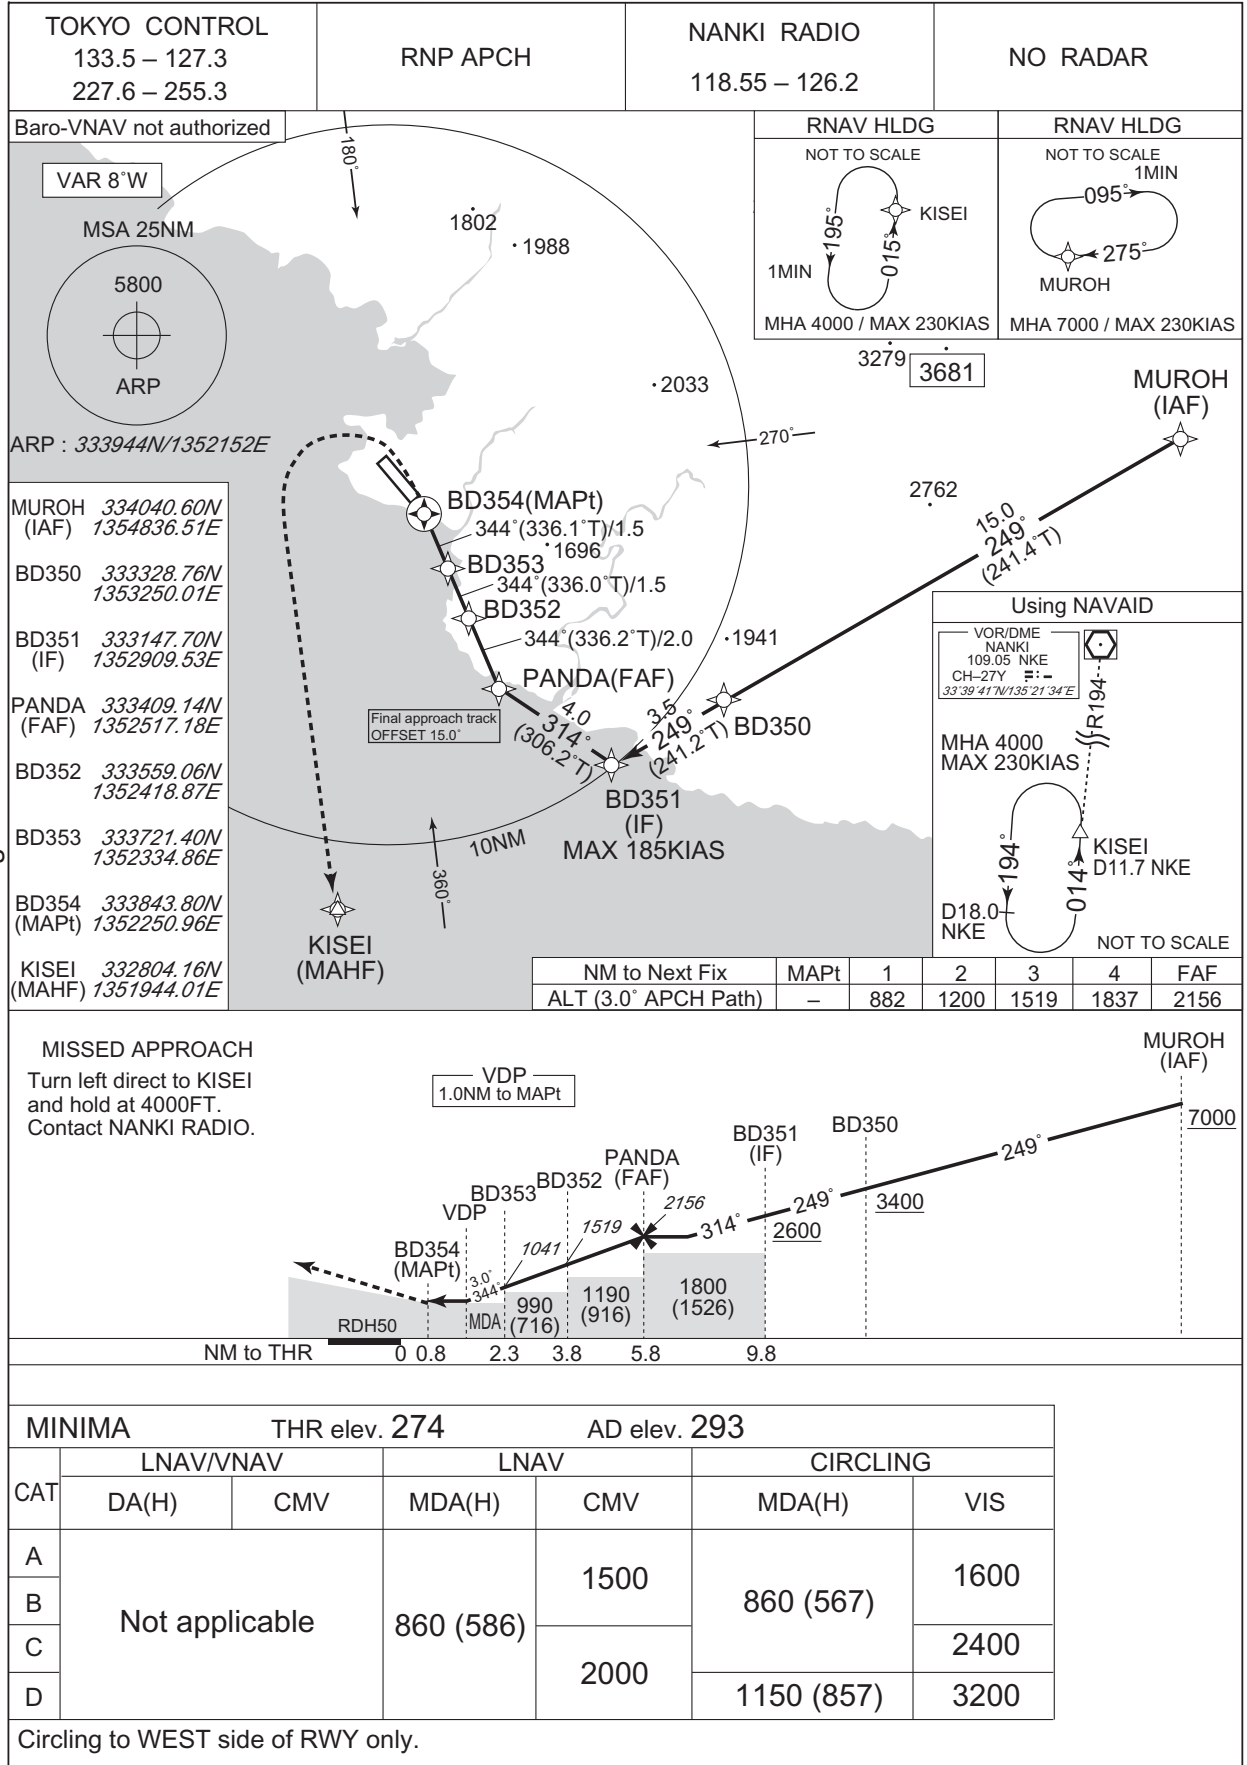 TOKYO CONTROL
133.5 – 127.3
227.6 – 255.3
RNP APCH
NANKI RADIO
118.55 – 126.2
NO RADAR
Baro-VNAV not authorized
VAR 8°W
MSA 25NM
5800
ARP
ARP : 333944N/1352152E
180°
1802
1988
2033
270°
RNAV HLDG
NOT TO SCALE
195°
015°
KISEI
1MIN
MHA 4000 / MAX 230KIAS
RNAV HLDG
NOT TO SCALE
1MIN
095°
275°
MUROH
MHA 7000 / MAX 230KIAS
3279
3681
MUROH
(IAF)
2762
15.0
249°
(241.4°T)
MUROH 334040.60N
(IAF) 1354836.51E
BD350 333328.76N
1353250.01E
BD351 333147.70N
(IF) 1352909.53E
PANDA 333409.14N
(FAF) 1352517.18E
BD352 333559.06N
1352418.87E
BD353 333721.40N
1352334.86E
BD354 333843.80N
(MAPt) 1352250.96E
KISEI 332804.16N
(MAHF) 1351944.01E
BD354(MAPt)
344°(336.1°T)/1.5
1696
BD353
344°(336.0°T)/1.5
BD352
344°(336.2°T)/2.0
1941
PANDA(FAF)
Final approach track
OFFSET 15.0°
4.0
314°
(306.2°T)
3.5
249°
(241.2°T)
BD350
BD351
(IF)
MAX 185KIAS
10NM
360°
KISEI
(MAHF)
Using NAVAID
VOR/DME
NANKI
109.05 NKE
CH–27Y
33°39'41"N/135°21'34"E
R194
MHA 4000
MAX 230KIAS
194°
014°
KISEI
D11.7 NKE
D18.0
NKE
NOT TO SCALE
NM to Next Fix MAPt 1 2 3 4 FAF
ALT (3.0° APCH Path) – 882 1200 1519 1837 2156
MISSED APPROACH
Turn left direct to KISEI
and hold at 4000FT.
Contact NANKI RADIO.
VDP
1.0NM to MAPt
MUROH
(IAF)
7000
249°
BD350
3400
BD351
(IF)
249°
2600
PANDA
(FAF)
2156
314°
BD352
1519
BD353
1041
VDP
BD354
(MAPt)
3.0°
344°
MDA
990
(716)
1190
(916)
1800
(1526)
RDH50
NM to THR 0 0.8 2.3 3.8 5.8 9.8
MINIMA THR elev. 274 AD elev. 293
CAT LNAV/VNAV LNAV CIRCLING
DA(H) CMV MDA(H) CMV MDA(H) VIS
A
B
C
D
Not applicable
860 (586)
1500
2000
860 (567)
1150 (857)
1600
2400
3200
Circling to WEST side of RWY only.